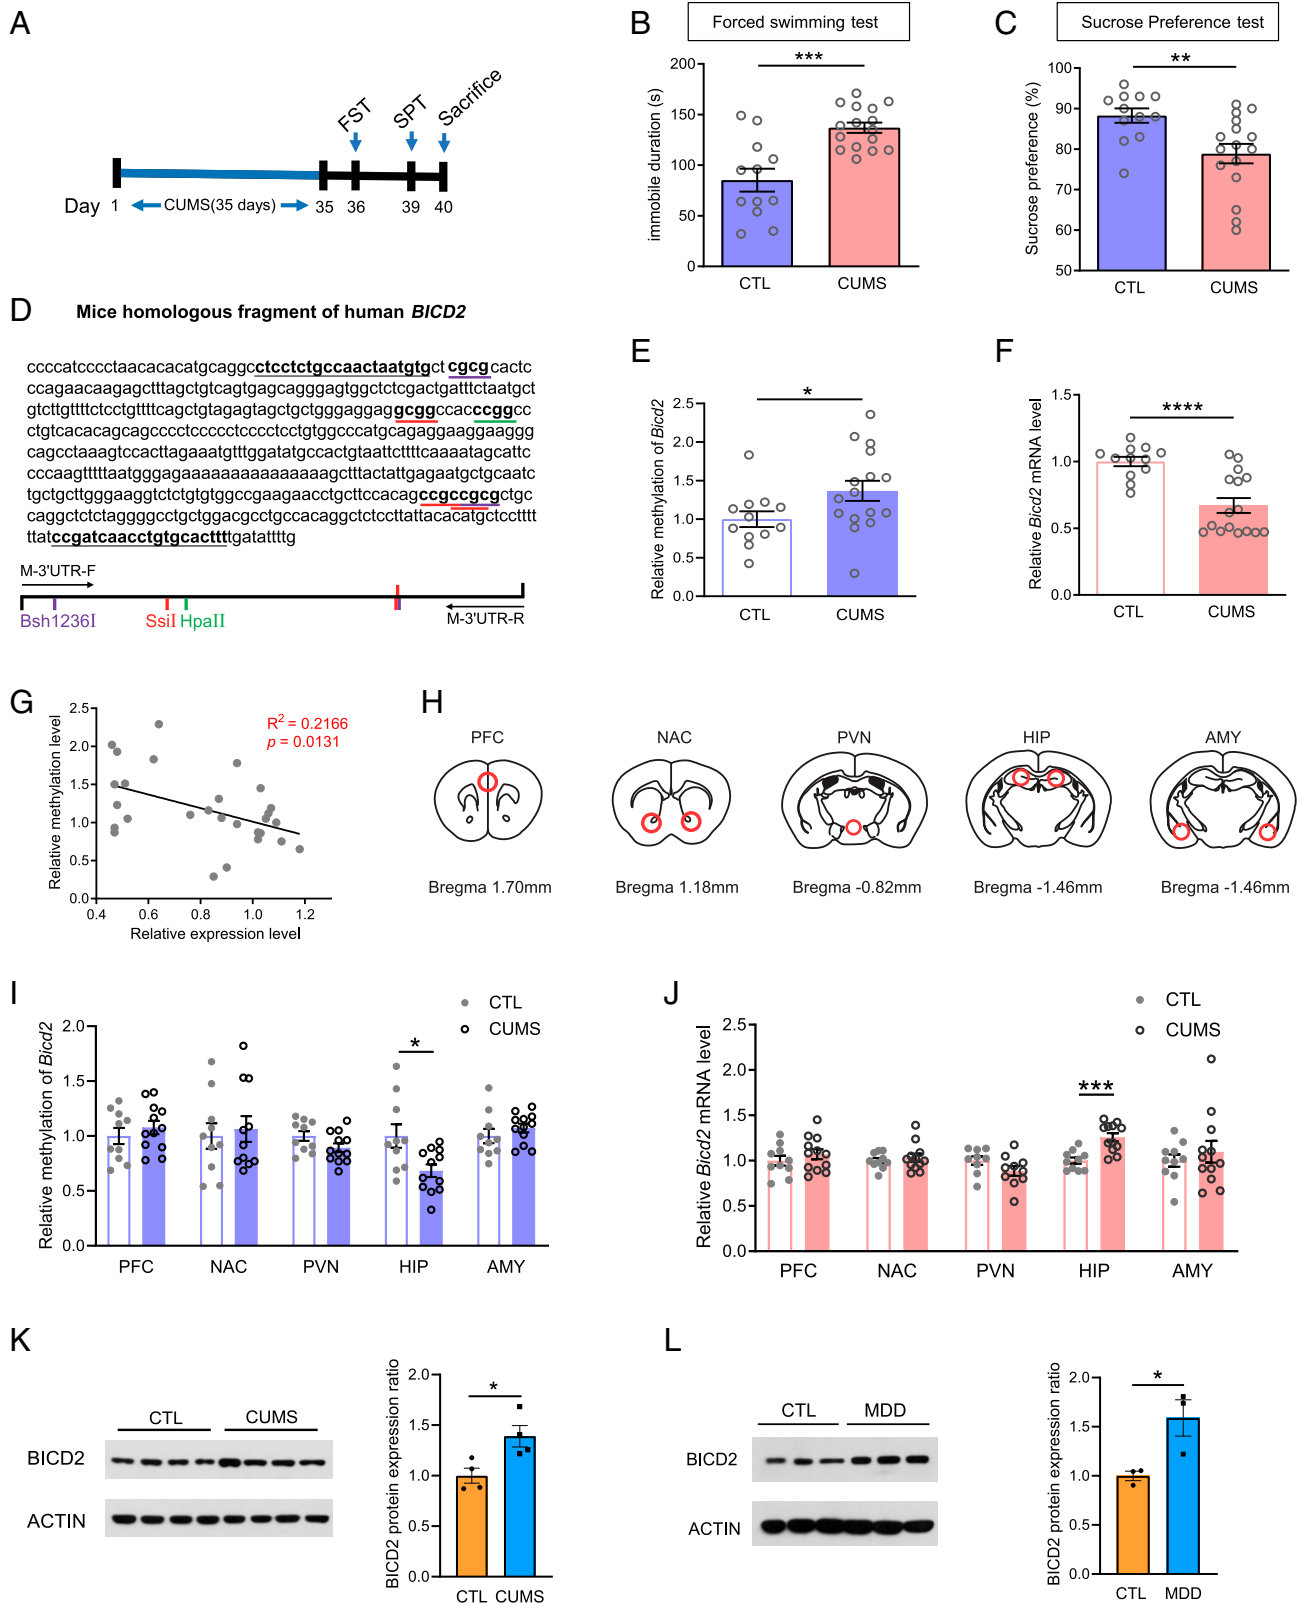 A
FST
SPT
Sacrifice
Day 1 CUMS(35 days) 35 36 39 40
B
Forced swimming test
immobile duration (s)
200
150
100
50
0
***
CTL CUMS
C
Sucrose Preference test
Sucrose preference (%)
100
90
80
70
60
50
**
CTL CUMS
D Mice homologous fragment of human BICD2
ccccatcccctaacacacatgcaggcctcctctgccaactaatgtgct cgcg cactc
ccagaacaagagctttagctgtcagtgagcagggagtggctctcgactgatttctaatgct
gtcttgttttctcctgttttcagctgtagagtagctgctgggaggaggcggccacccggcc
ctgtcacacagcagcccctcccccctcccctcctgtggcccatgcagaggaaggaaggg
cagcctaaagtccacttagaaatgtttggatatgccactgtaattcttttcaaaatagcattc
cccaagtttttaatgggagaaaaaaaaaaaaaaaagctttactattgagaatgctgcaatc
tgctgcttgggaaggtctctgtgtggccgaagaacctgcttccacagccgccgcgctgc
caggctctctaggggcctgctggacgcctgccacaggctctccttattacacatgctcctttt
ttatccgatcaacctgtgcacttttgatattttg
M-3'UTR-F
Bsh1236I SsiI HpaII M-3'UTR-R
E
Relative methylation of Bicd2
2.5
2.0
1.5
1.0
0.5
0.0
*
CTL CUMS
F
Relative Bicd2 mRNA level
1.5
1.0
0.5
0.0
****
CTL CUMS
G
Relative methylation level
2.5
2.0
1.5
1.0
0.5
0.0
R2 = 0.2166
p = 0.0131
0.4 0.6 0.8 1.0 1.2
Relative expression level
H
PFC NAC PVN HIP AMY
Bregma 1.70mm Bregma 1.18mm Bregma -0.82mm Bregma -1.46mm Bregma -1.46mm
I
CTL
CUMS
Relative methylation of Bicd2
2.0
1.5
1.0
0.5
0.0
*
PFC NAC PVN HIP AMY
J
CTL
CUMS
Relative Bicd2 mRNA level
2.5
2.0
1.5
1.0
0.5
0.0
***
PFC NAC PVN HIP AMY
K
CTL CUMS
BICD2
ACTIN
BICD2 protein expression ratio
2.0
1.5
1.0
0.5
0.0
*
CTL CUMS
L
CTL MDD
BICD2
ACTIN
BICD2 protein expression ratio
2.0
1.5
1.0
0.5
0.0
*
CTL MDD